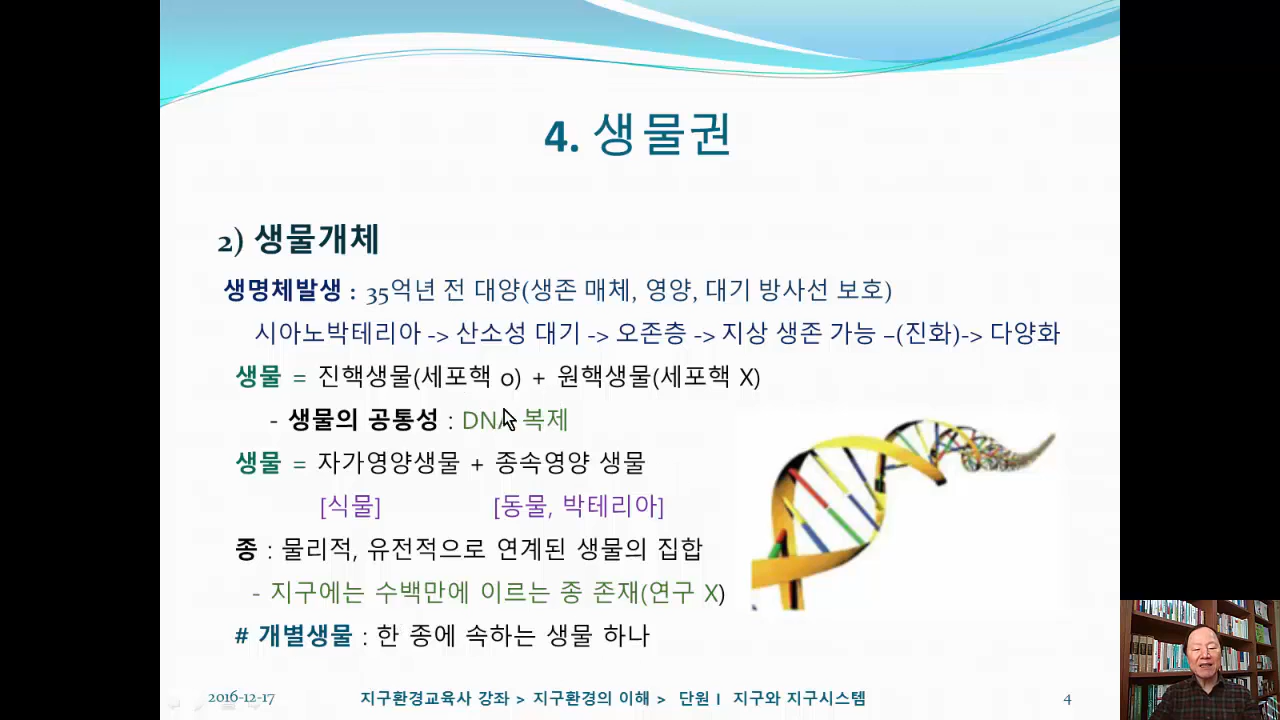 4. 생물권
2) 생물개체
생명체발생 : 35억년 전 대양(생존 매체, 영양, 대기 방사선 보호)
시아노박테리아 -> 산소성 대기 -> 오존층 -> 지상 생존 가능 –(진화)-> 다양화
생물 = 진핵생물(세포핵 o) + 원핵생물(세포핵 X)
- 생물의 공통성 : DNA 복제
생물 = 자가영양생물 + 종속영양 생물
[식물] [동물, 박테리아]
종 : 물리적, 유전적으로 연계된 생물의 집합
- 지구에는 수백만에 이르는 종 존재(연구 X)
# 개별생물 : 한 종에 속하는 생물 하나
2016-12-17 지구환경교육사 강좌 > 지구환경의 이해 > 단원 I 지구와 지구시스템 4